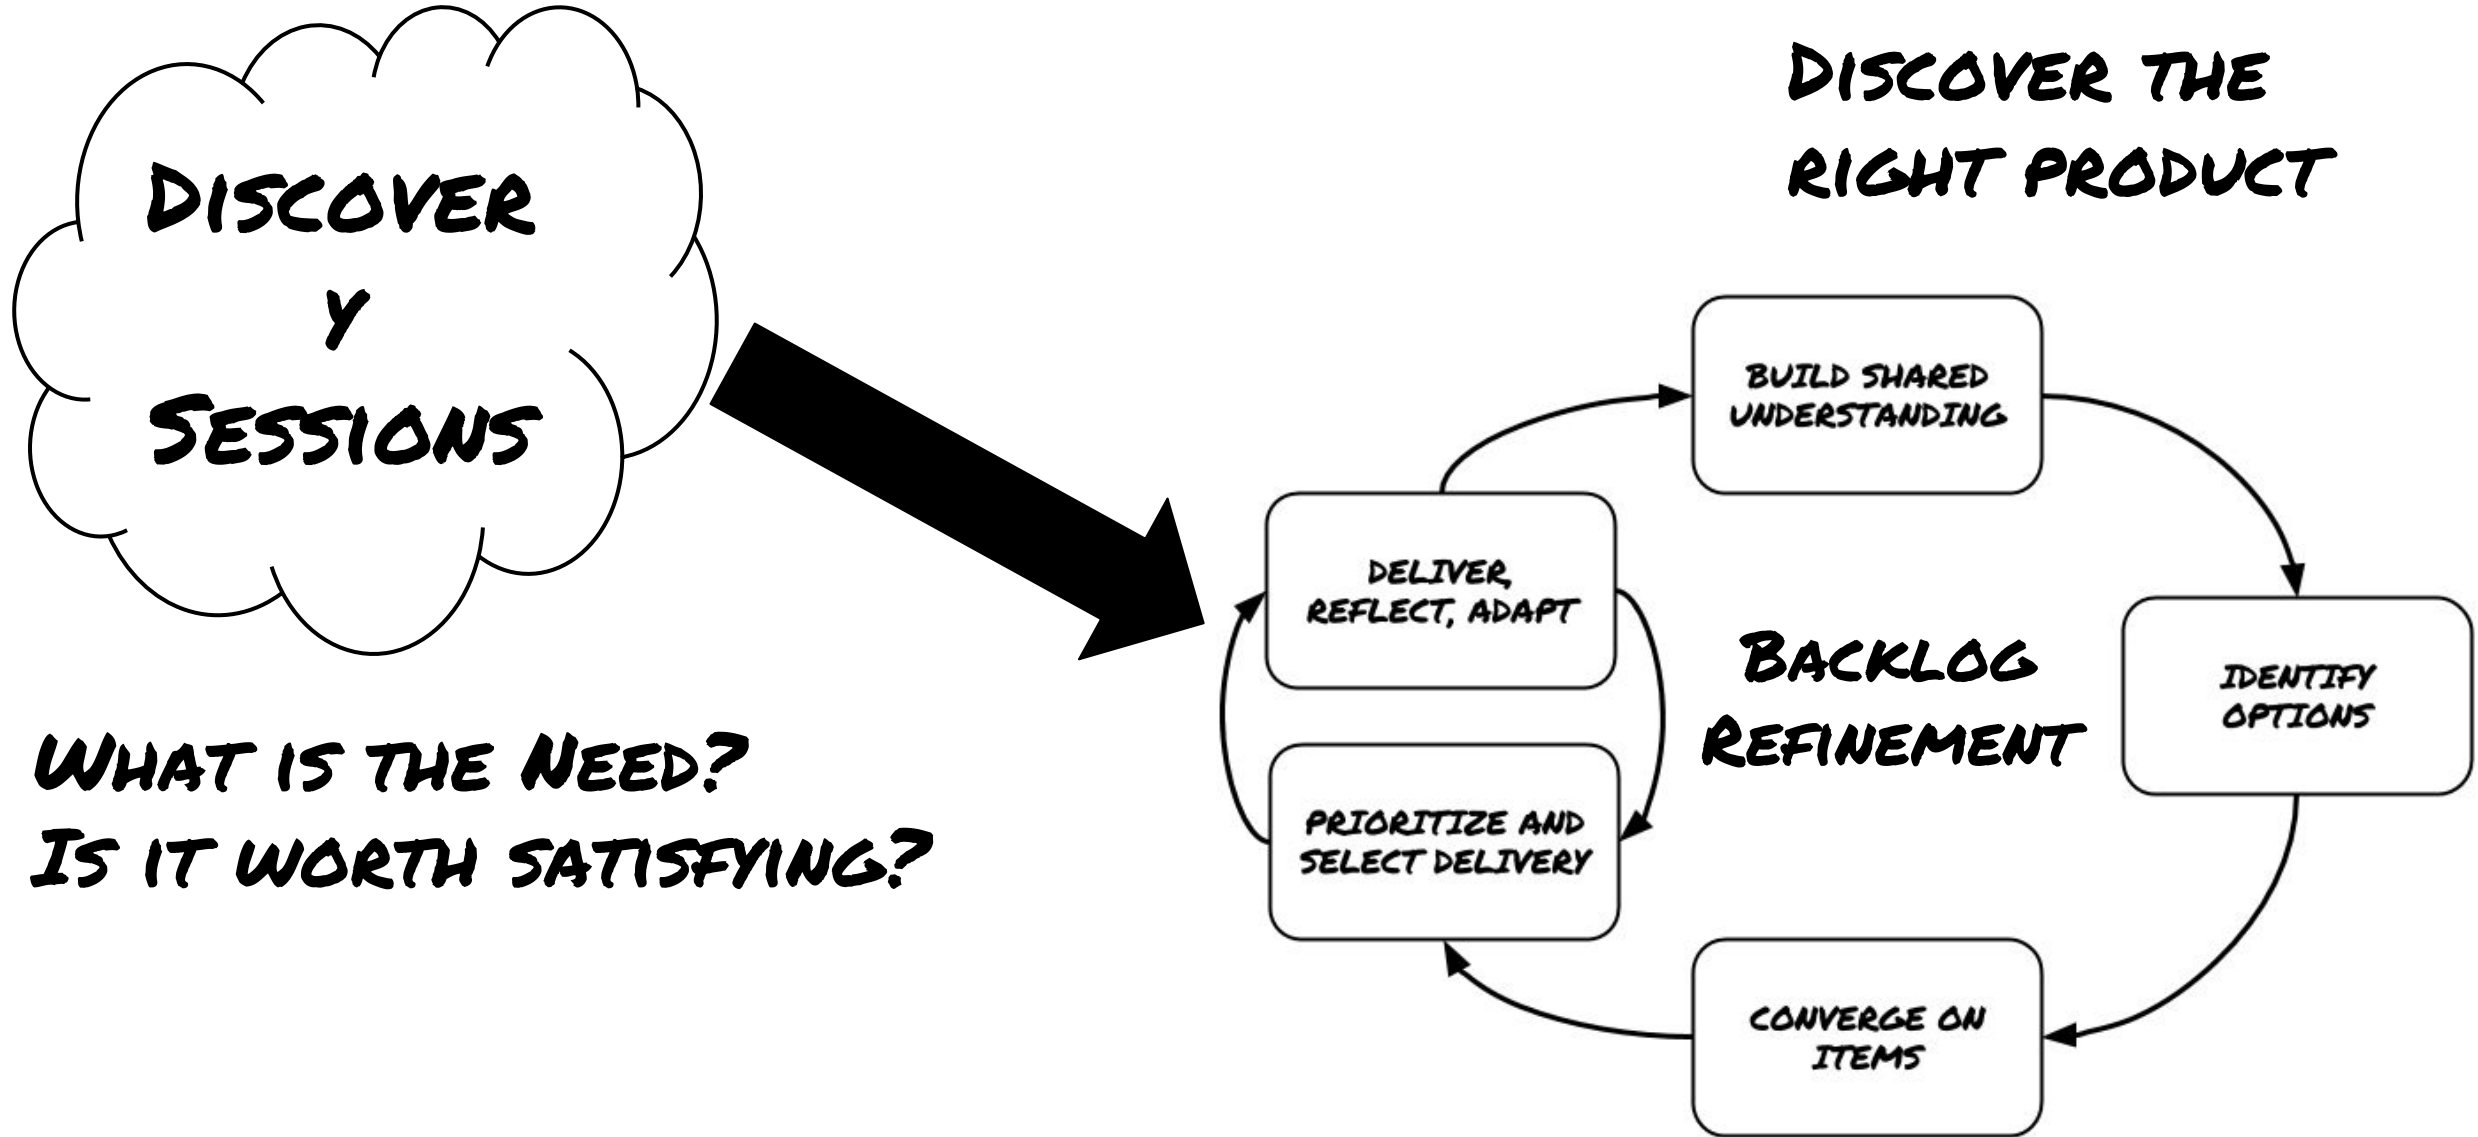 Discover
y
Sessions
What is the Need?
Is it worth satisfying?
Discover the
right product
BUILD SHARED
UNDERSTANDING
DELIVER,
REFLECT, ADAPT
Backlog
Refinement
IDENTIFY
OPTIONS
PRIORITIZE AND
SELECT DELIVERY
CONVERGE ON
ITEMS